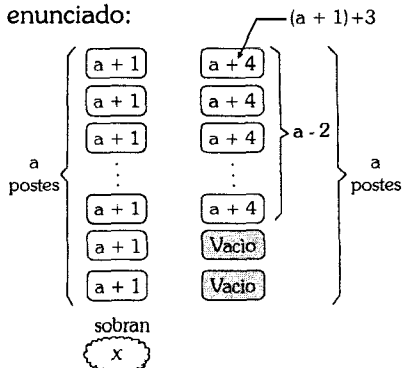 enunciado:
(a + 1)+3
a + 1 a + 4
a + 1 a + 4
a + 1 a + 4
a - 2
a
postes
a
postes
a + 1 a + 4
a + 1 Vacio
a + 1 Vacio
sobran
x